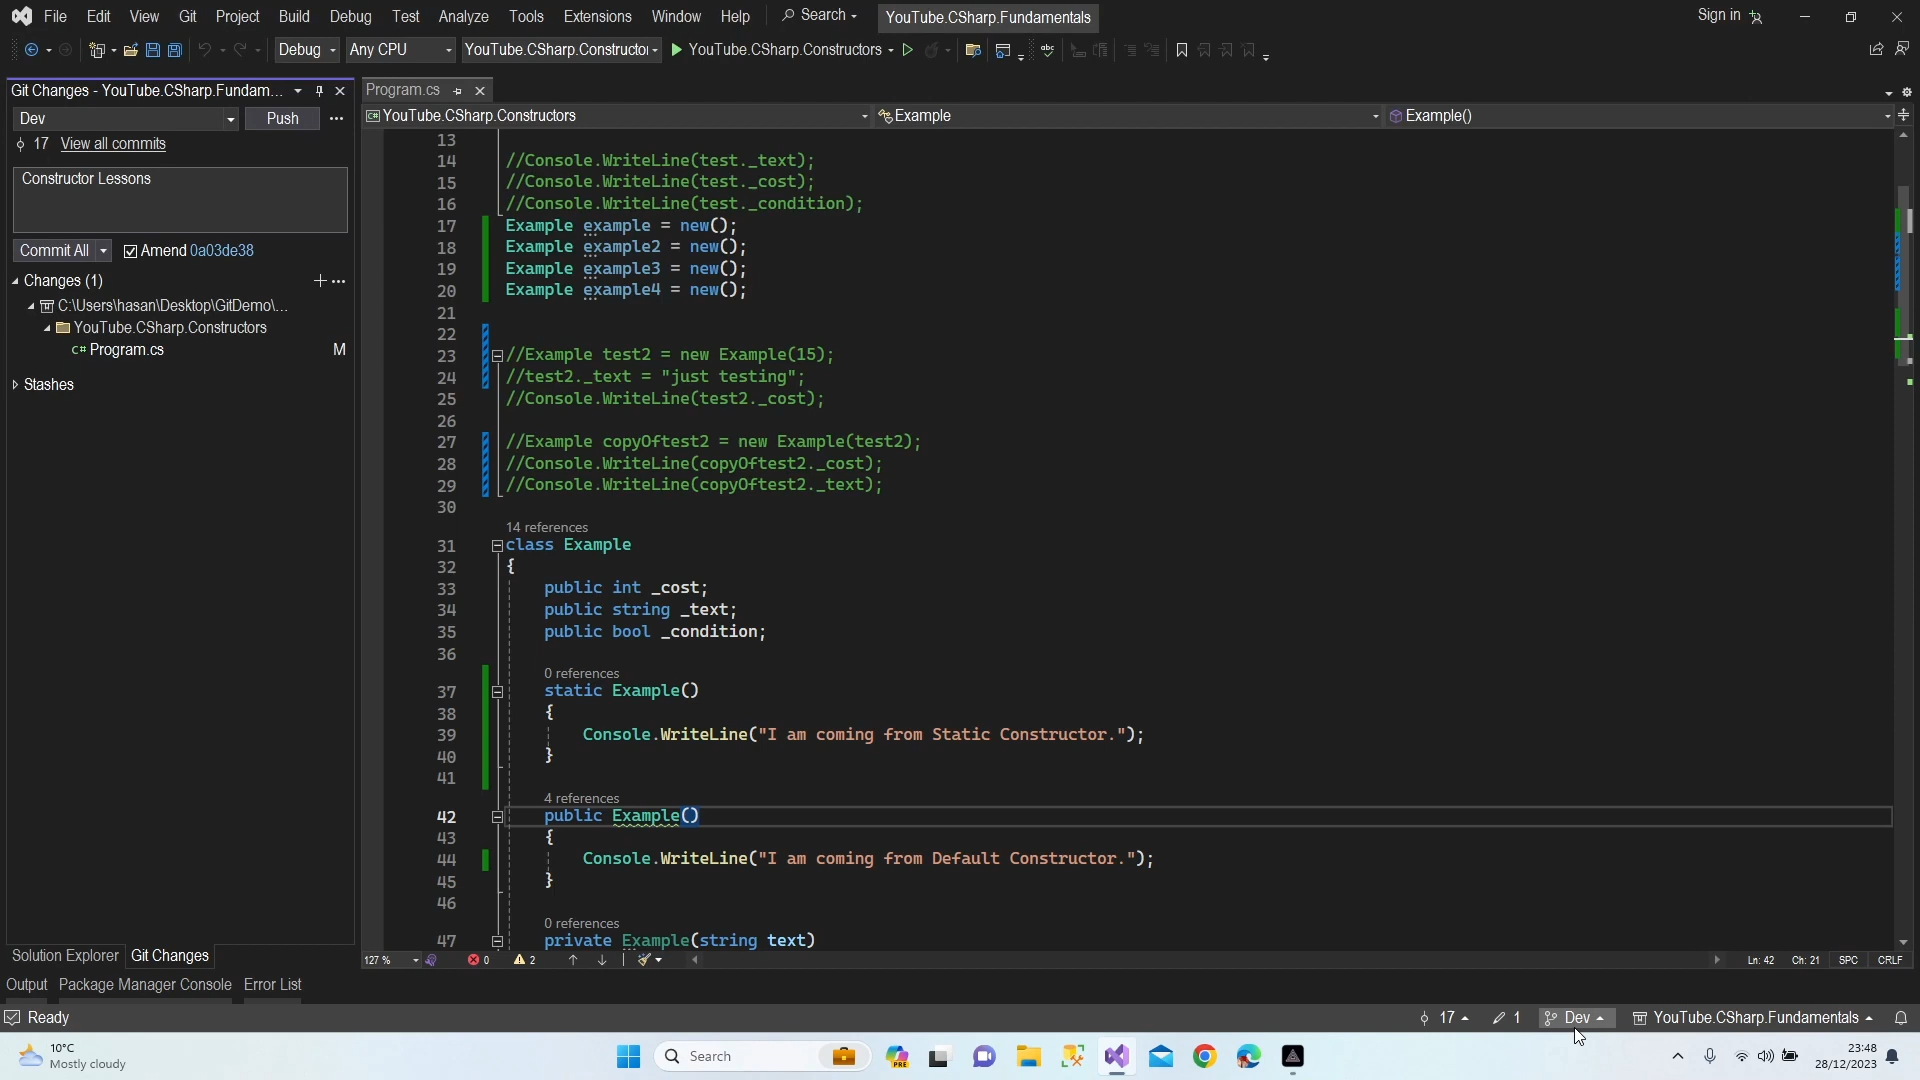 File Edit View Git Project Build Debug Test Analyze Tools Extensions Window Help Search YouTube.CSharp.Fundamentals Sign in
Debug Any CPU YouTube.CSharp.Constructor YouTube.CSharp.Constructors
Git Changes - YouTube.CSharp.Fundam...
Dev Push
17 View all commits
Constructor Lessons
Commit All Amend 0a03de38
Changes (1)
C:\Users\hasan\Desktop\GitDemo\...
YouTube.CSharp.Constructors
C# Program.cs M
Stashes
Program.cs
C# YouTube.CSharp.Constructors Example Example()
13
14 //Console.WriteLine(test._text);
15 //Console.WriteLine(test._cost);
16 //Console.WriteLine(test._condition);
17 Example example = new();
18 Example example2 = new();
19 Example example3 = new();
20 Example example4 = new();
21
22
23 //Example test2 = new Example(15);
24 //test2._text = "just testing";
25 //Console.WriteLine(test2._cost);
26
27 //Example copyOftest2 = new Example(test2);
28 //Console.WriteLine(copyOftest2._cost);
29 //Console.WriteLine(copyOftest2._text);
30
14 references
31 class Example
32 {
33 public int _cost;
34 public string _text;
35 public bool _condition;
36
0 references
37 static Example()
38 {
39 Console.WriteLine("I am coming from Static Constructor.");
40 }
41
4 references
42 public Example()
43 {
44 Console.WriteLine("I am coming from Default Constructor.");
45 }
46
0 references
47 private Example(string text)
127 % 0 2 Ln: 42 Ch: 21 SPC CRLF
Solution Explorer Git Changes
Output Package Manager Console Error List
Ready 17 1 Dev YouTube.CSharp.Fundamentals
10°C
Mostly cloudy
Search
PRE
23:48
28/12/2023